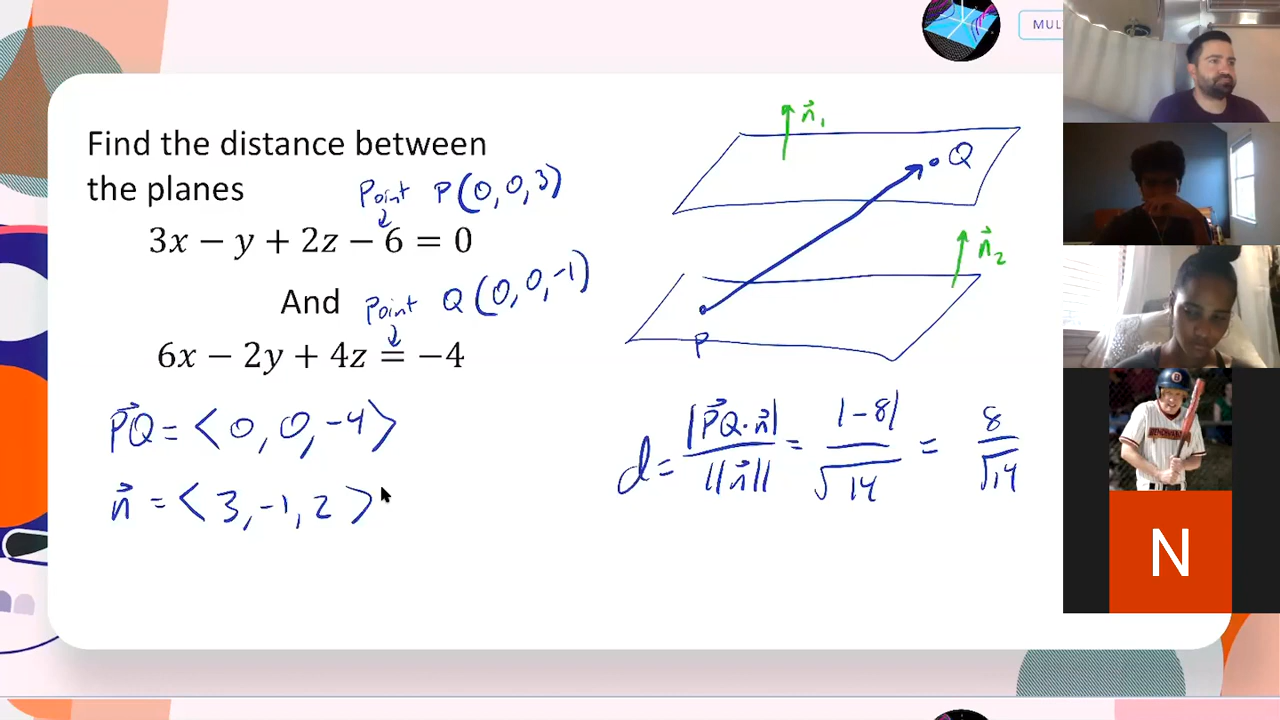 MULT
Find the distance between
the planes
Point P(0, 0, 3)
3x − y + 2z − 6 = 0
And Point Q (0, 0, -1)
6x − 2y + 4z = −4
PQ = < 0, 0, -4 >
n = < 3, -1, 2 >
n₁
Q
n₂
P
d = |PQ · n| / ||n|| = |-8| / √14 = 8 / √14
N